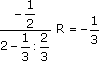 -1/2 / (2 - 1/3 : 2/3) R = -1/3